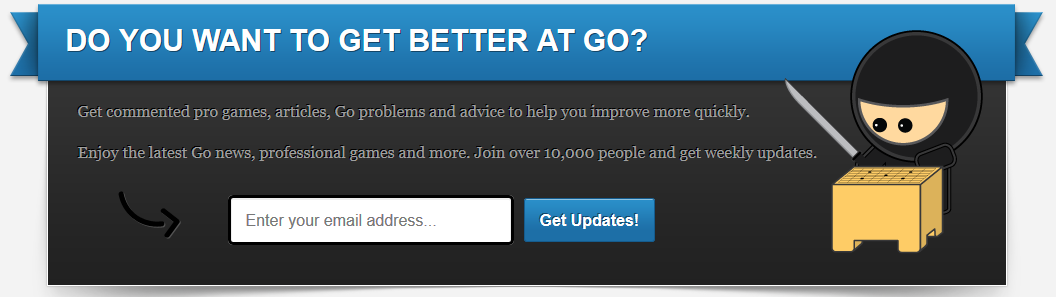 DO YOU WANT TO GET BETTER AT GO?
Get commented pro games, articles, Go problems and advice to help you improve more quickly.
Enjoy the latest Go news, professional games and more. Join over 10,000 people and get weekly updates.
Enter your email address...
Get Updates!